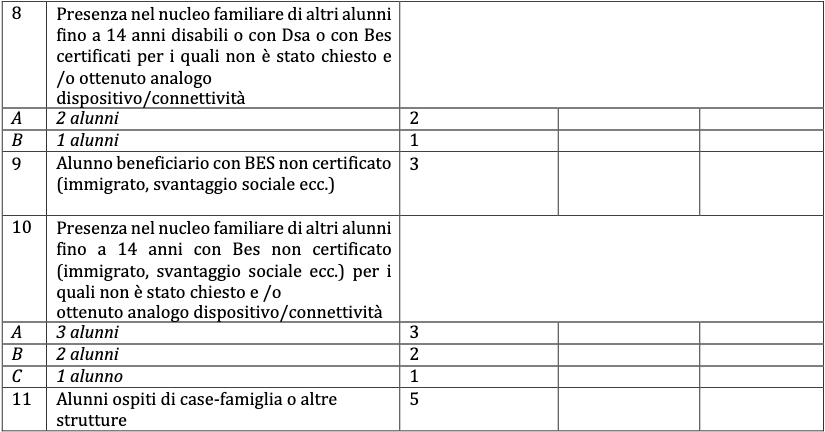 8 Presenza nel nucleo familiare di altri alunni
fino a 14 anni disabili o con Dsa o con Bes
certificati per i quali non è stato chiesto e
/o ottenuto analogo
dispositivo/connettività
A 2 alunni 2
B 1 alunni 1
9 Alunno beneficiario con BES non certificato 3
(immigrato, svantaggio sociale ecc.)
10 Presenza nel nucleo familiare di altri alunni
fino a 14 anni con Bes non certificato
(immigrato, svantaggio sociale ecc.) per i
quali non è stato chiesto e /o
ottenuto analogo dispositivo/connettività
A 3 alunni 3
B 2 alunni 2
C 1 alunno 1
11 Alunni ospiti di case-famiglia o altre 5
strutture